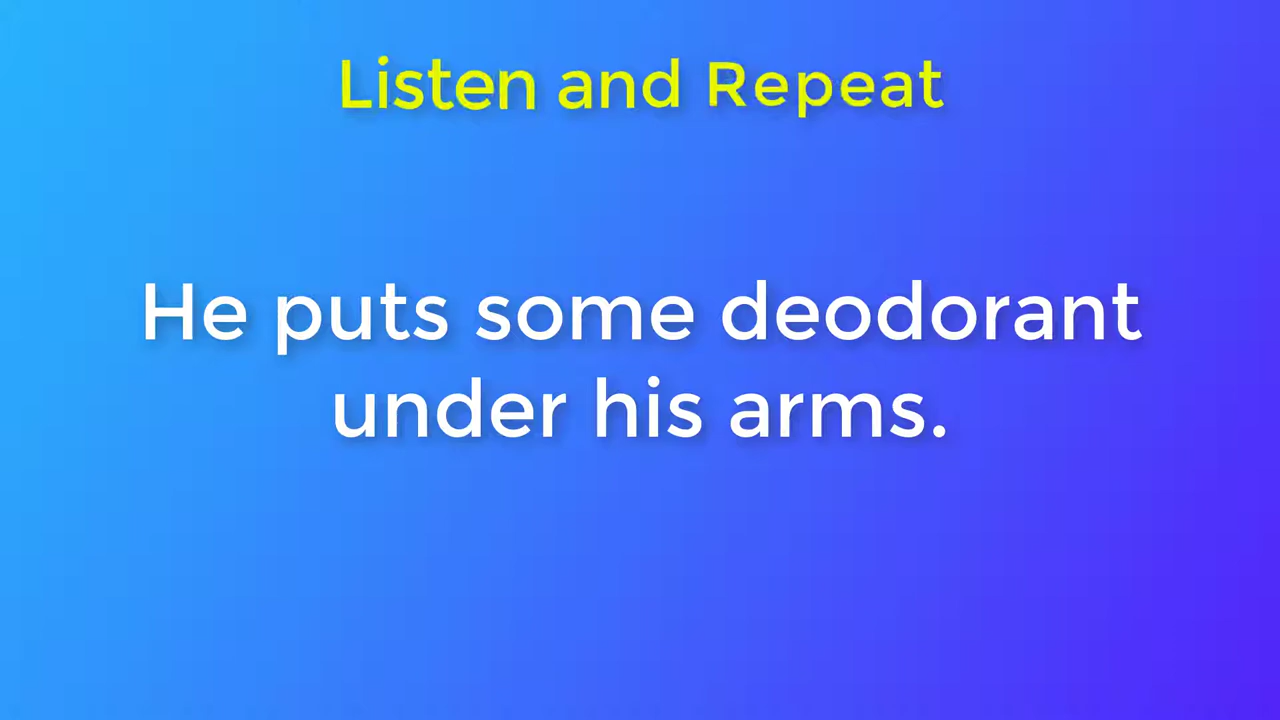 Listen and Repeat
He puts some deodorant
under his arms.